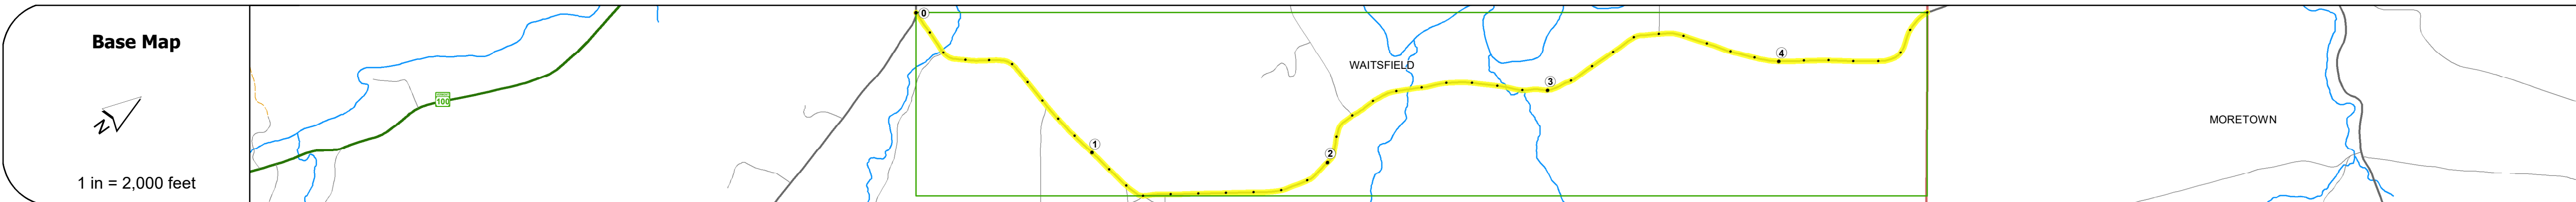 Base Map
N
1 in = 2,000 feet
100
0
1
2
3
4
WAITSFIELD
MORETOWN